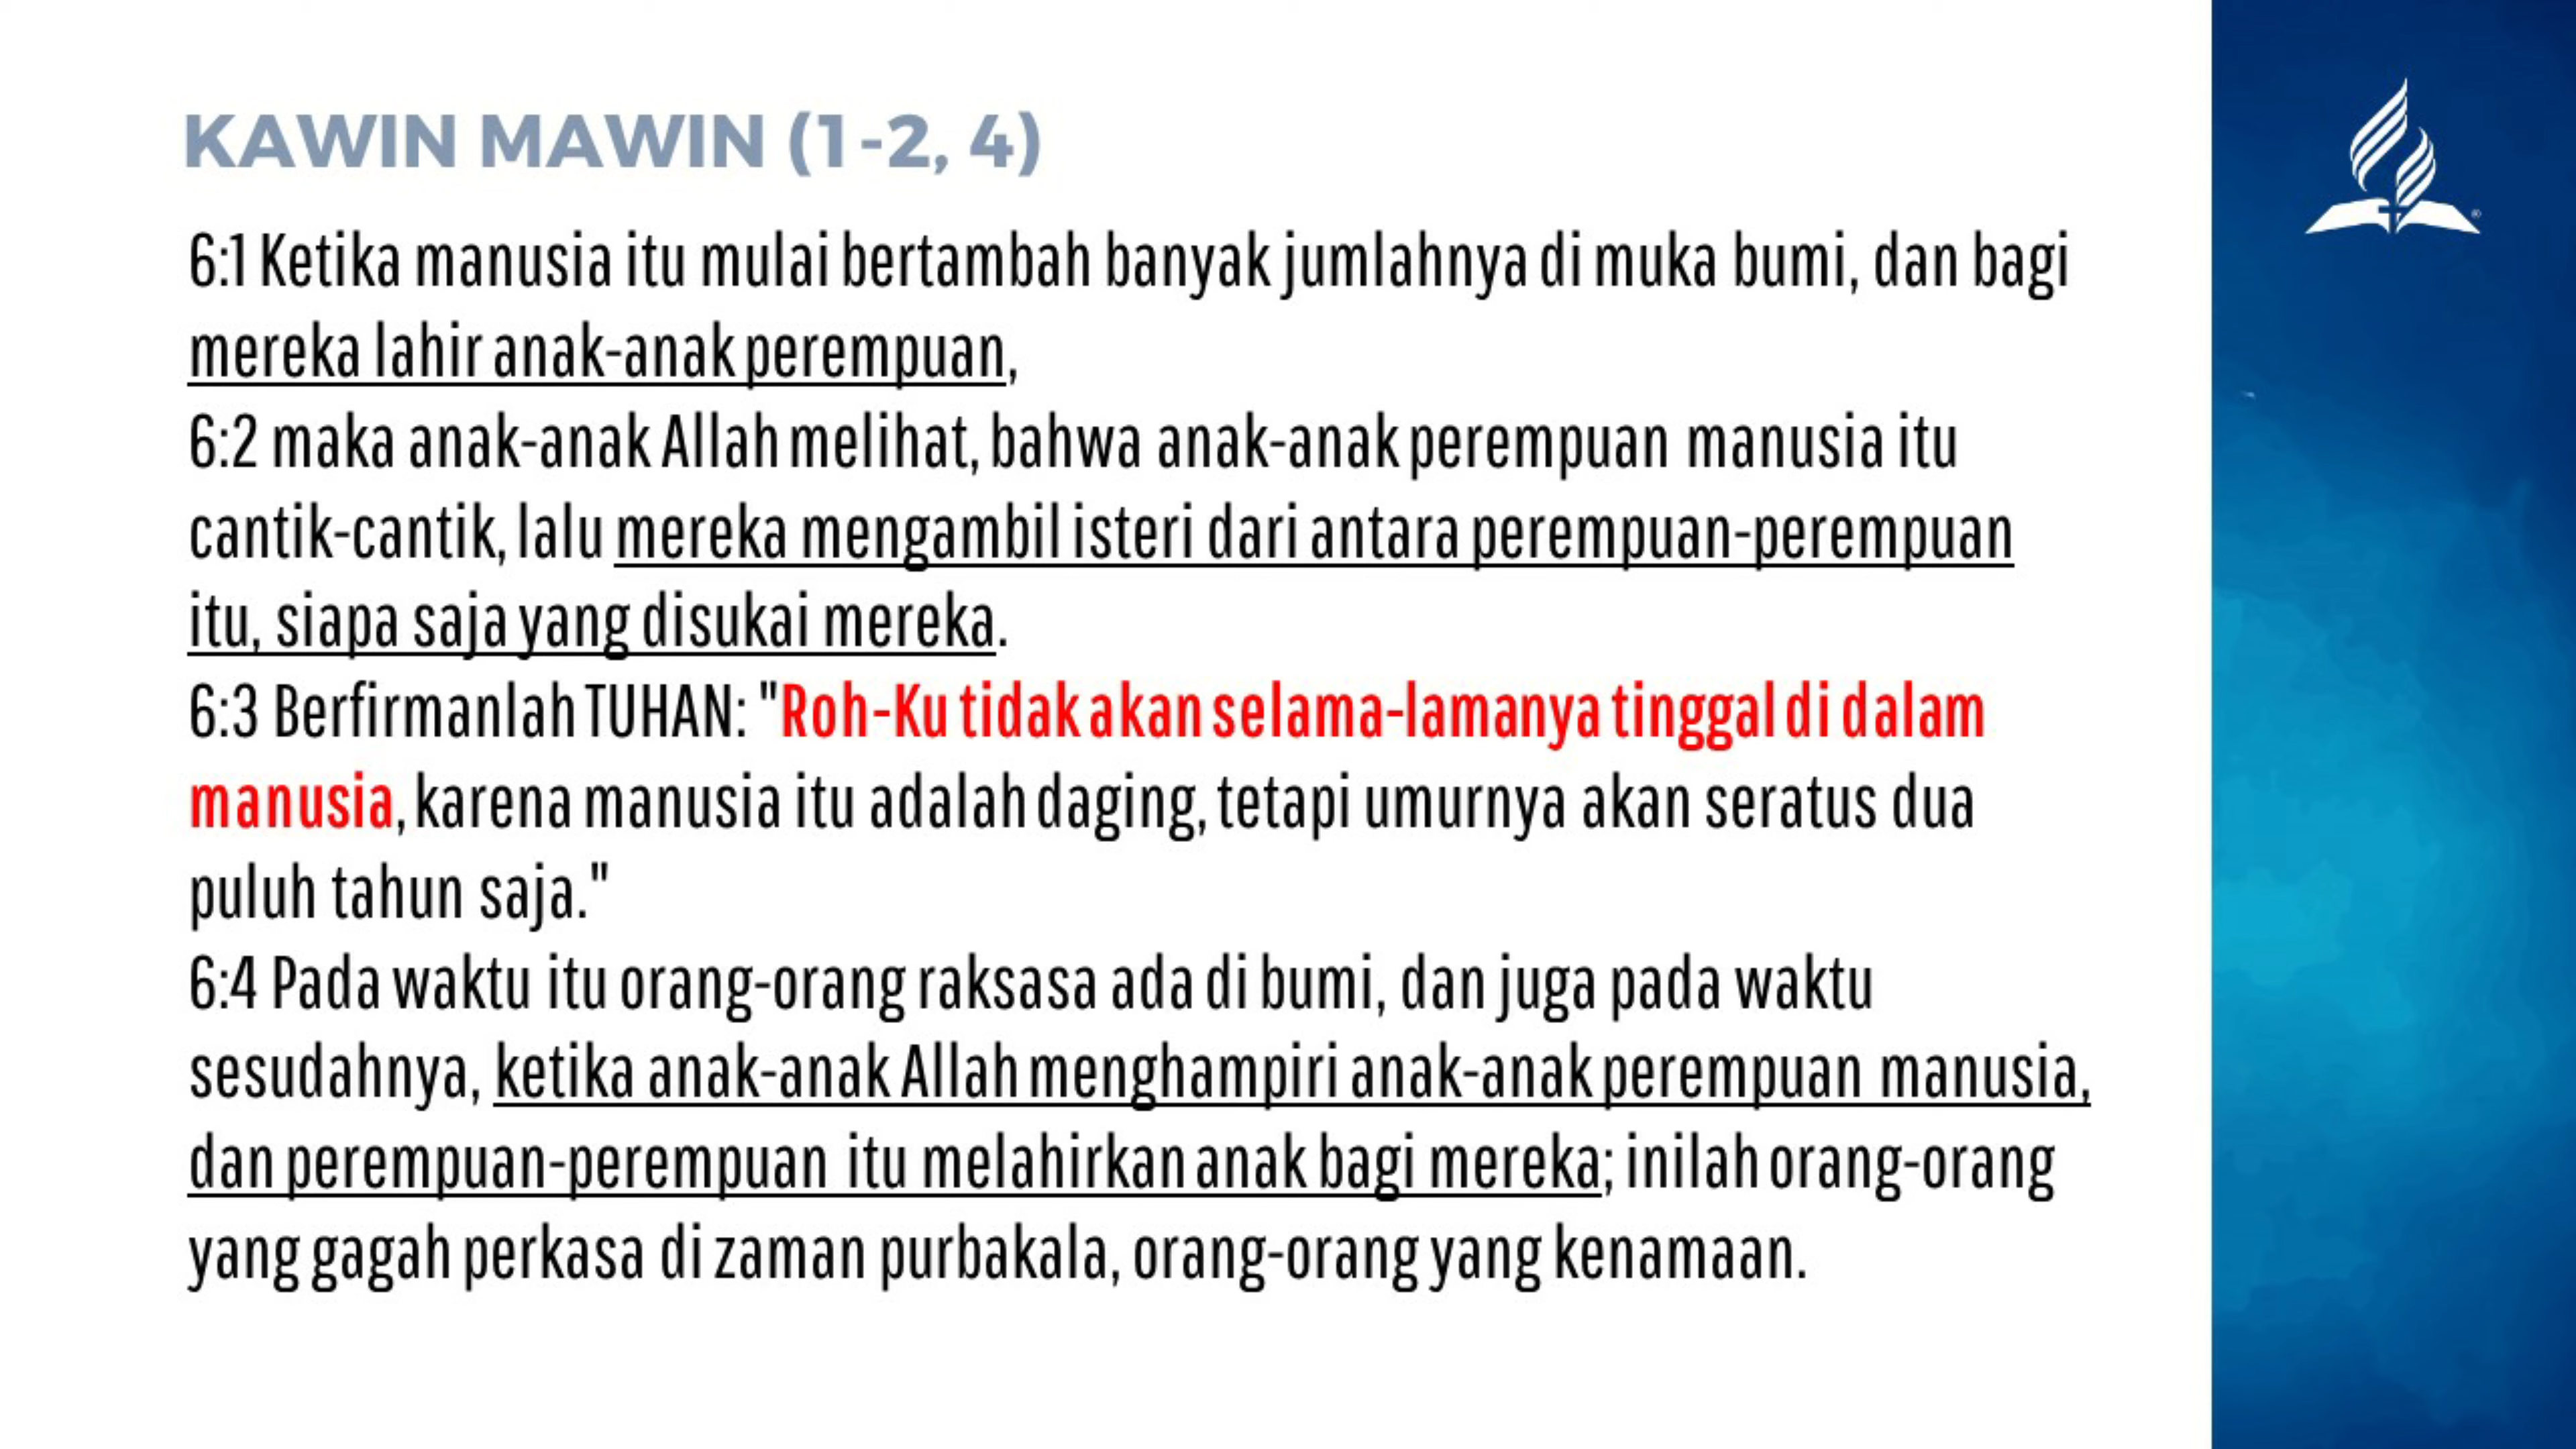 KAWIN MAWIN (1-2, 4)
6:1 Ketika manusia itu mulai bertambah banyak jumlahnya di muka bumi, dan bagi
mereka lahir anak-anak perempuan,
6:2 maka anak-anak Allah melihat, bahwa anak-anak perempuan manusia itu
cantik-cantik, lalu mereka mengambil isteri dari antara perempuan-perempuan
itu, siapa saja yang disukai mereka.
6:3 Berfirmanlah TUHAN: "Roh-Ku tidak akan selama-lamanya tinggal di dalam
manusia, karena manusia itu adalah daging, tetapi umurnya akan seratus dua
puluh tahun saja."
6:4 Pada waktu itu orang-orang raksasa ada di bumi, dan juga pada waktu
sesudahnya, ketika anak-anak Allah menghampiri anak-anak perempuan manusia,
dan perempuan-perempuan itu melahirkan anak bagi mereka; inilah orang-orang
yang gagah perkasa di zaman purbakala, orang-orang yang kenamaan.